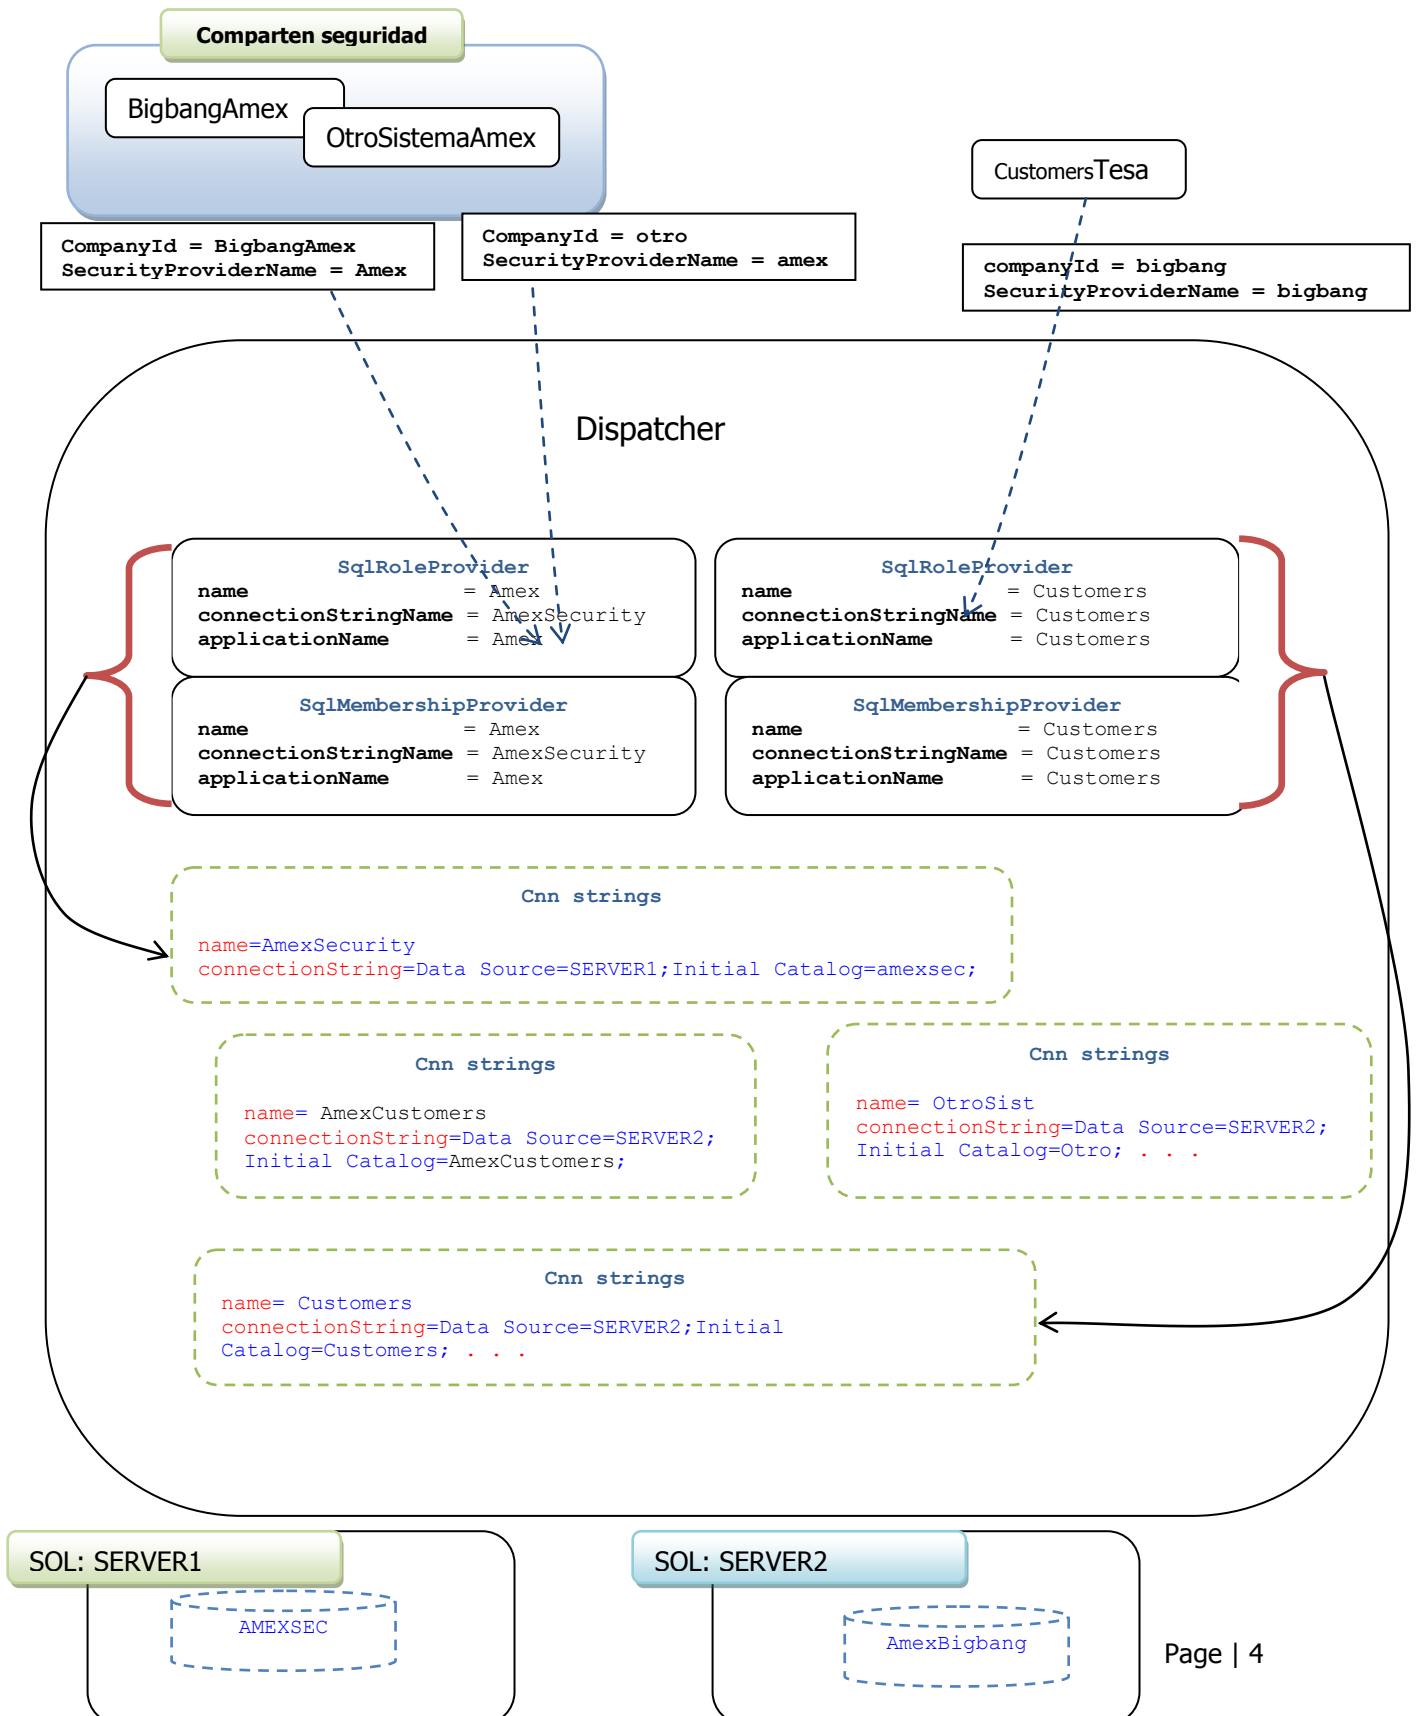 Comparten seguridad
BigbangAmex
OtroSistemaAmex
CustomersTesa
CompanyId = BigbangAmex
SecurityProviderName = Amex
CompanyId = otro
SecurityProviderName = amex
companyId = bigbang
SecurityProviderName = bigbang
Dispatcher
SqlRoleProvider
name = Amex
connectionStringName = AmexSecurity
applicationName = Amex
SqlRoleProvider
name = Customers
connectionStringName = Customers
applicationName = Customers
SqlMembershipProvider
name = Amex
connectionStringName = AmexSecurity
applicationName = Amex
SqlMembershipProvider
name = Customers
connectionStringName = Customers
applicationName = Customers
Cnn strings
name=AmexSecurity
connectionString=Data Source=SERVER1;Initial Catalog=amexsec;
Cnn strings
name= AmexCustomers
connectionString=Data Source=SERVER2;
Initial Catalog=AmexCustomers;
Cnn strings
name= OtroSist
connectionString=Data Source=SERVER2;
Initial Catalog=Otro; . . .
Cnn strings
name= Customers
connectionString=Data Source=SERVER2;Initial
Catalog=Customers; . . .
SOL: SERVER1
AMEXSEC
SOL: SERVER2
AmexBigbang
Page | 4